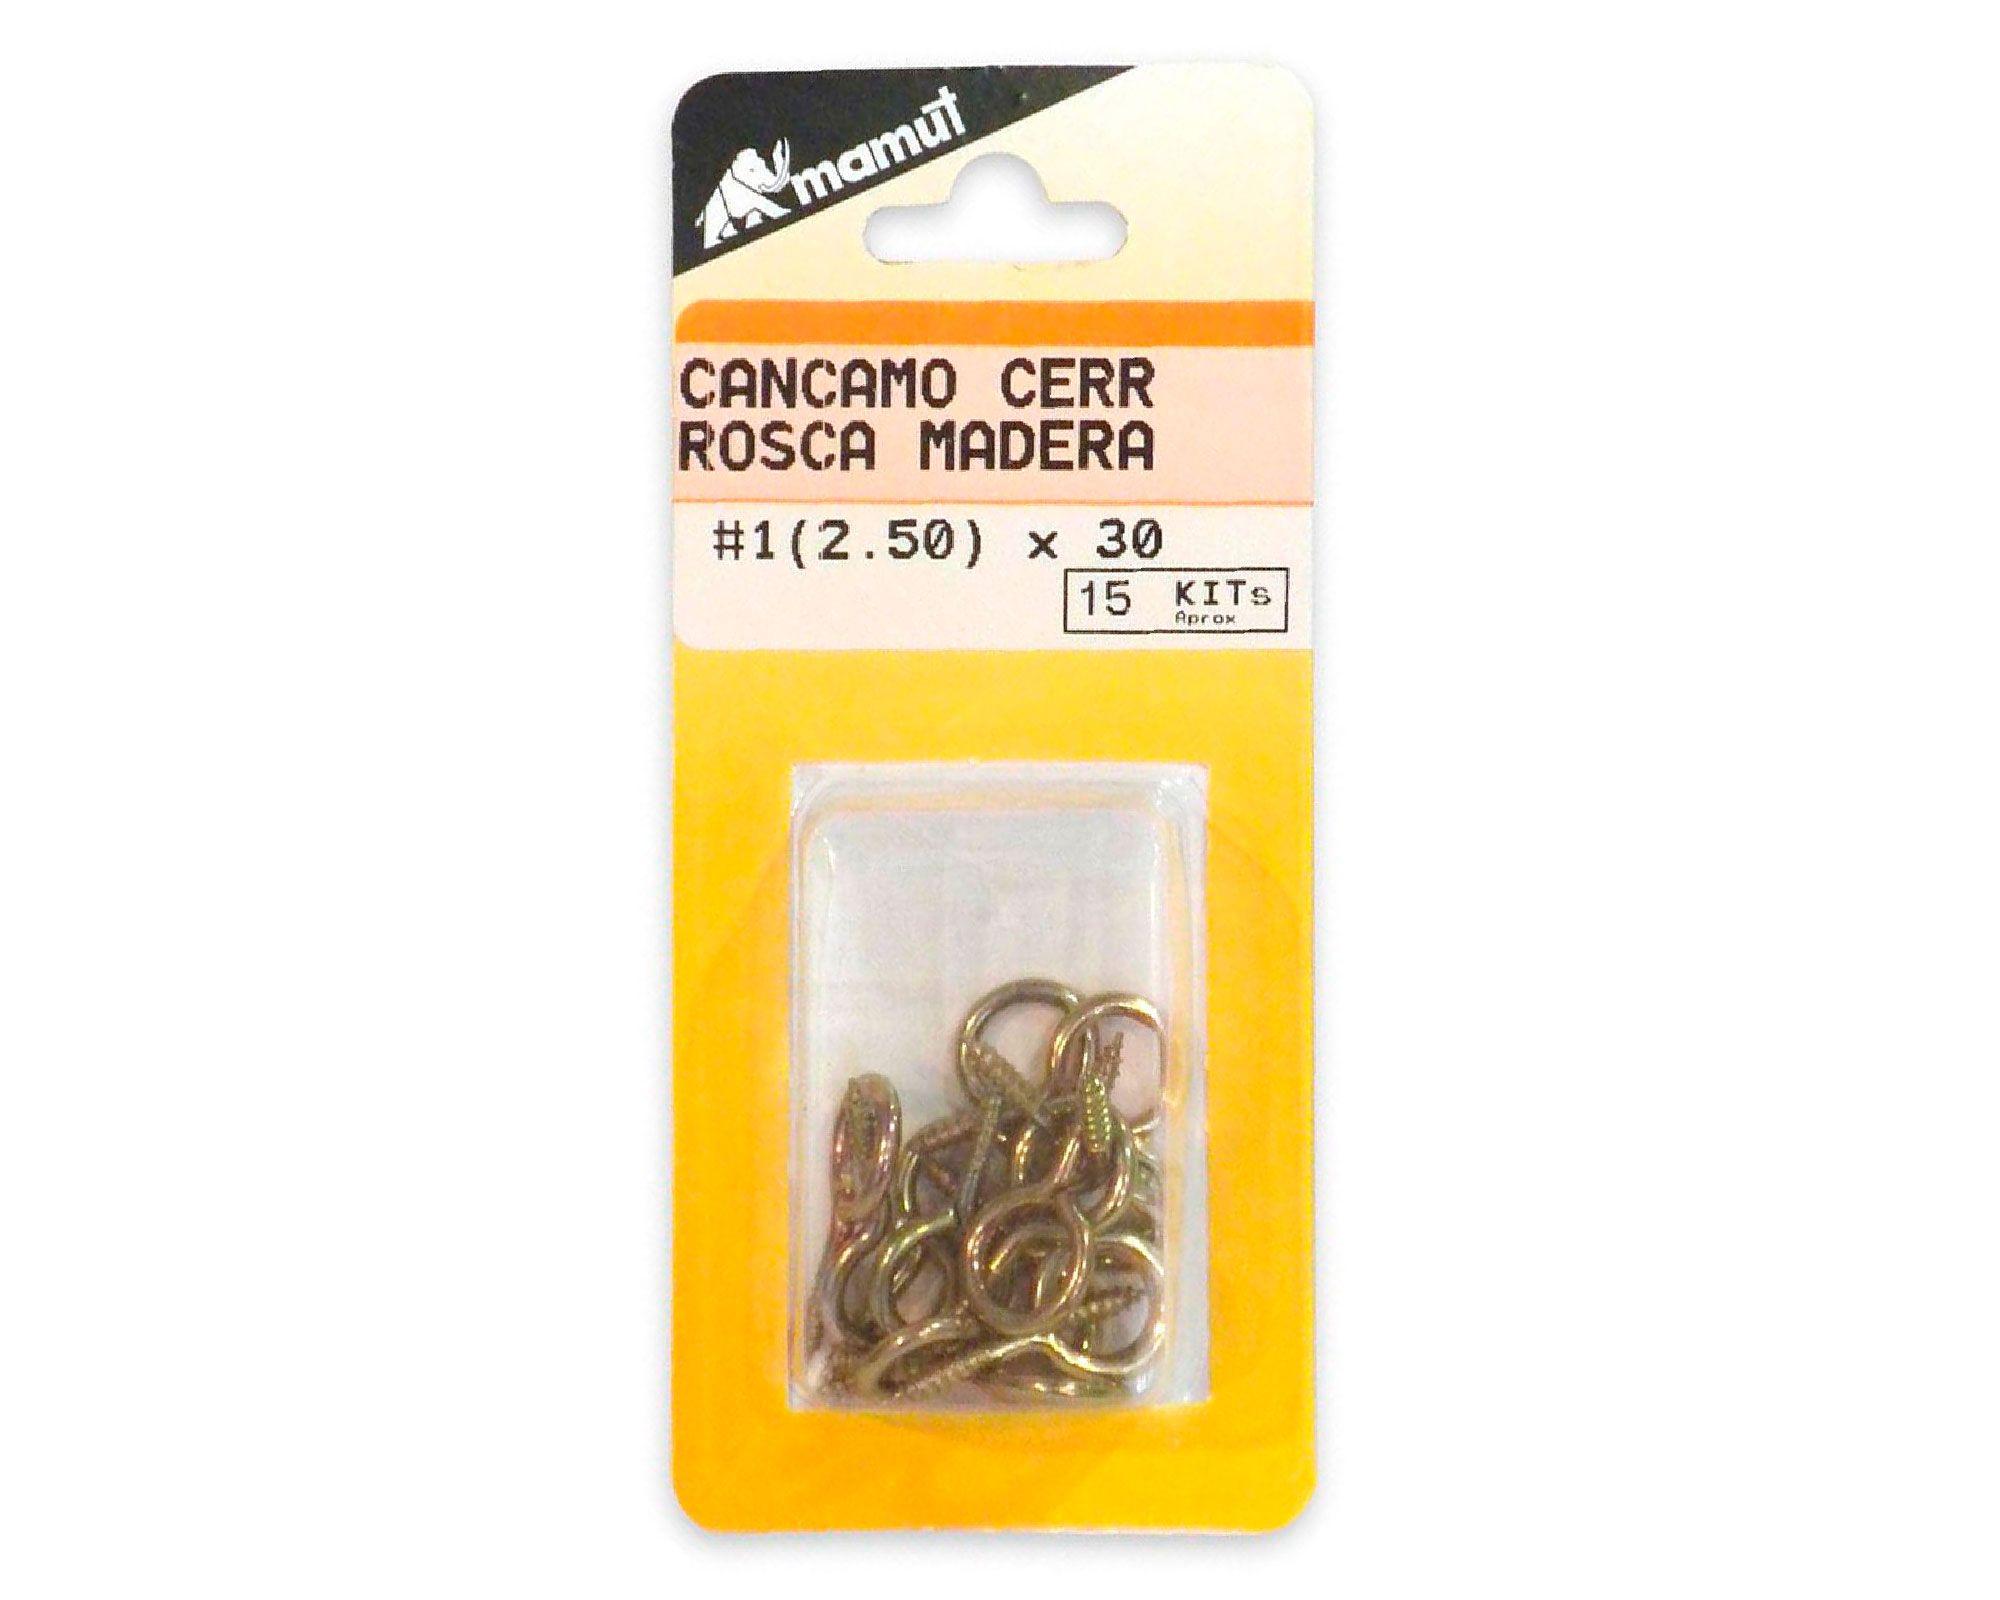 mamut
CANCAMO CERR
ROSCA MADERA
#1(2.50) x 30
15 KITs
Aprox